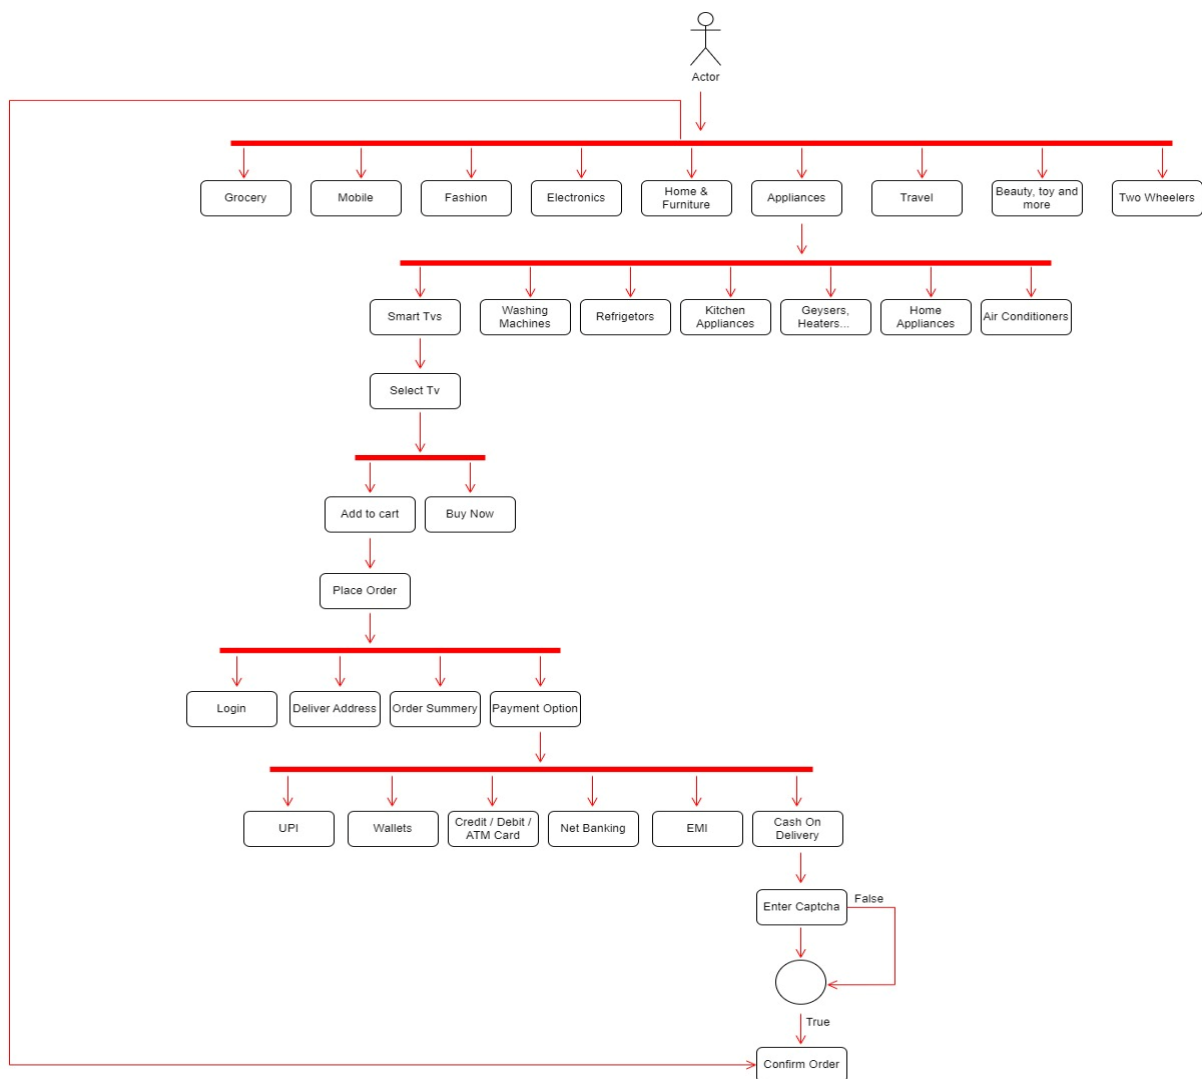 Actor
Grocery
Mobile
Fashion
Electronics
Home &
Furniture
Appliances
Travel
Beauty, toy and
more
Two Wheelers
Smart Tvs
Washing
Machines
Refrigetors
Kitchen
Appliances
Geysers,
Heaters...
Home
Appliances
Air Conditioners
Select Tv
Add to cart
Buy Now
Place Order
Login
Deliver Address
Order Summery
Payment Option
UPI
Wallets
Credit / Debit /
ATM Card
Net Banking
EMI
Cash On
Delivery
Enter Captcha
False
True
Confirm Order